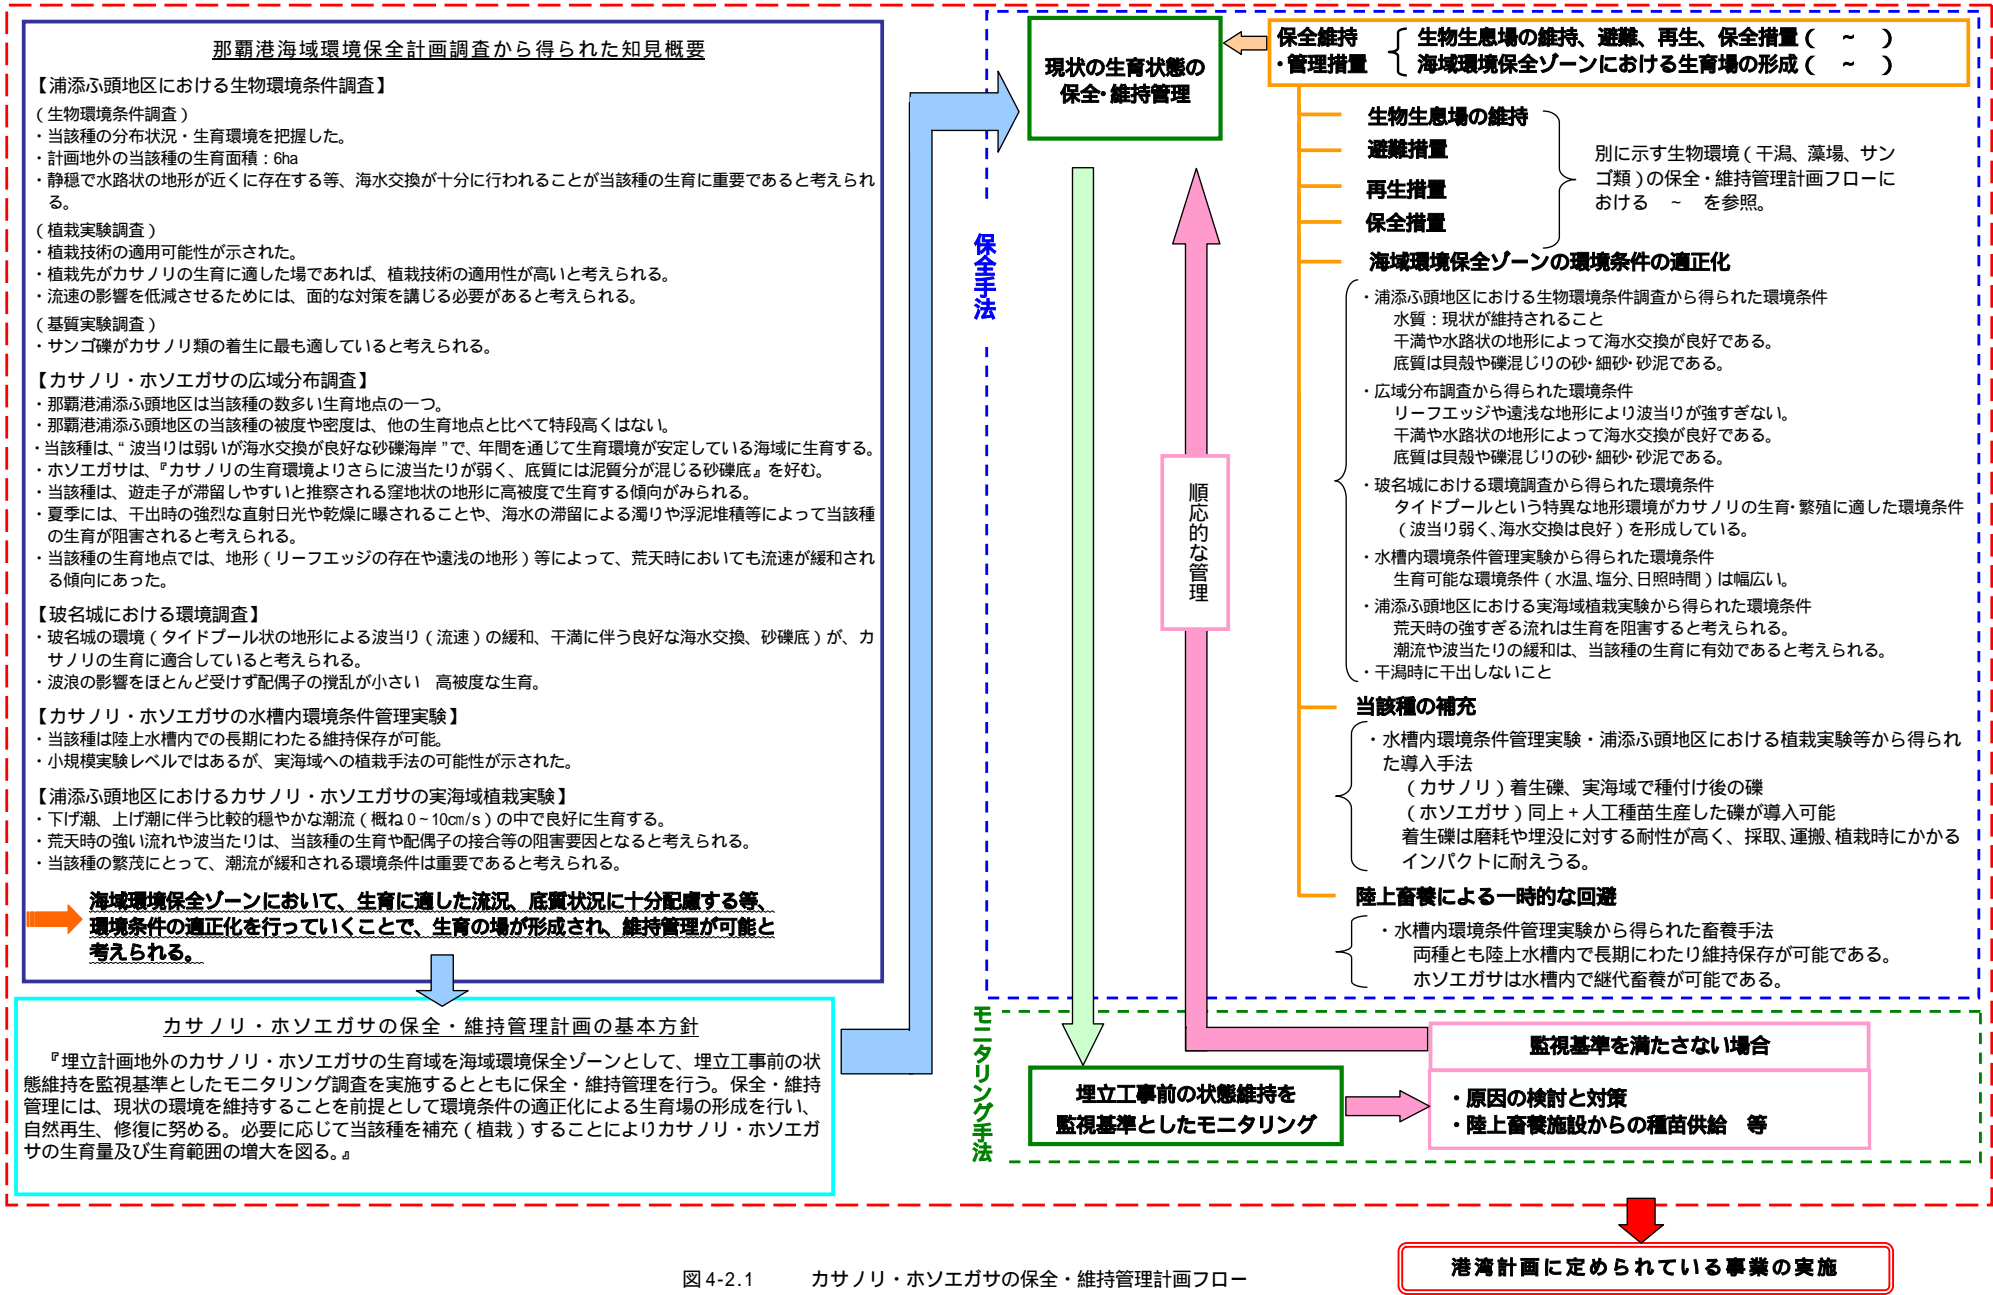 那覇港海域環境保全計画調査から得られた知見概要
【浦添ふ頭地区における生物環境条件調査】
（生物環境条件調査）
・当該種の分布状況・生育環境を把握した。
・計画地外の当該種の生育面積：6ha
・静穏で水路状の地形が近くに存在する等、海水交換が十分に行われることが当該種の生育に重要であると考えられ
る。
（植栽実験調査）
・植栽技術の適用可能性が示された。
・植栽先がカサノリの生育に適した場であれば、植栽技術の適用性が高いと考えられる。
・流速の影響を低減させるためには、面的な対策を講じる必要があると考えられる。
（基質実験調査）
・サンゴ礫がカサノリ類の着生に最も適していると考えられる。
【カサノリ・ホソエガサの広域分布調査】
・那覇港浦添ふ頭地区は当該種の数多い生育地点の一つ。
・那覇港浦添ふ頭地区の当該種の被度や密度は、他の生育地点と比べて特段高くはない。
・当該種は、“波当りは弱いが海水交換が良好な砂礫海岸”で、年間を通じて生育環境が安定している海域に生育する。
・ホソエガサは、『カサノリの生育環境よりさらに波当たりが弱く、底質には泥質分が混じる砂礫底』を好む。
・当該種は、遊走子が滞留しやすいと推察される窪地状の地形に高被度で生育する傾向がみられる。
・夏季には、干出時の強烈な直射日光や乾燥に曝されることや、海水の滞留による濁りや浮泥堆積等によって当該種
の生育が阻害されると考えられる。
・当該種の生育地点では、地形（リーフエッジの存在や遠浅の地形）等によって、荒天時においても流速が緩和され
る傾向にあった。
【玻名城における環境調査】
・玻名城の環境（タイドプール状の地形による波当り（流速）の緩和、干満に伴う良好な海水交換、砂礫底）が、カ
サノリの生育に適合していると考えられる。
・波浪の影響をほとんど受けず配偶子の撹乱が小さい　高被度な生育。
【カサノリ・ホソエガサの水槽内環境条件管理実験】
・当該種は陸上水槽内での長期にわたる維持保存が可能。
・小規模実験レベルではあるが、実海域への植栽手法の可能性が示された。
【浦添ふ頭地区におけるカサノリ・ホソエガサの実海域植栽実験】
・下げ潮、上げ潮に伴う比較的穏やかな潮流（概ね0~10cm/s）の中で良好に生育する。
・荒天時の強い流れや波当たりは、当該種の生育や配偶子の接合等の阻害要因となると考えられる。
・当該種の繁茂にとって、潮流が緩和される環境条件は重要であると考えられる。
海域環境保全ゾーンにおいて、生育に適した流況、底質状況に十分配慮する等、
環境条件の適正化を行っていくことで、生育の場が形成され、維持管理が可能と
考えられる。
カサノリ・ホソエガサの保全・維持管理計画の基本方針
『埋立計画地外のカサノリ・ホソエガサの生育域を海域環境保全ゾーンとして、埋立工事前の状
態維持を監視基準としたモニタリング調査を実施するとともに保全・維持管理を行う。保全・維持
管理には、現状の環境を維持することを前提として環境条件の適正化による生育場の形成を行い、
自然再生、修復に努める。必要に応じて当該種を補充（植栽）することによりカサノリ・ホソエガ
サの生育量及び生育範囲の増大を図る。』
保全手法
現状の生育状態の
保全・維持管理
保全維持
・管理措置
生物生息場の維持、避難、再生、保全措置（　~　）
海域環境保全ゾーンにおける生育場の形成（　~　）
生物生息場の維持
避難措置
再生措置
保全措置
別に示す生物環境（干潟、藻場、サン
ゴ類）の保全・維持管理計画フローに
おける　~　を参照。
海域環境保全ゾーンの環境条件の適正化
・浦添ふ頭地区における生物環境条件調査から得られた環境条件
水質：現状が維持されること
干満や水路状の地形によって海水交換が良好である。
底質は貝殻や礫混じりの砂・細砂・砂泥である。
・広域分布調査から得られた環境条件
リーフエッジや遠浅な地形により波当りが強すぎない。
干満や水路状の地形によって海水交換が良好である。
底質は貝殻や礫混じりの砂・細砂・砂泥である。
・玻名城における環境調査から得られた環境条件
タイドプールという特異な地形環境がカサノリの生育・繁殖に適した環境条件
（波当り弱く、海水交換は良好）を形成している。
・水槽内環境条件管理実験から得られた環境条件
生育可能な環境条件（水温、塩分、日照時間）は幅広い。
・浦添ふ頭地区における実海域植栽実験から得られた環境条件
荒天時の強すぎる流れは生育を阻害すると考えられる。
潮流や波当たりの緩和は、当該種の生育に有効であると考えられる。
・干潟時に干出しないこと
当該種の補充
・水槽内環境条件管理実験・浦添ふ頭地区における植栽実験等から得られ
た導入手法
（カサノリ）着生礫、実海域で種付け後の礫
（ホソエガサ）同上＋人工種苗生産した礫が導入可能
着生礫は磨耗や埋没に対する耐性が高く、採取、運搬、植栽時にかかる
インパクトに耐えうる。
陸上畜養による一時的な回避
・水槽内環境条件管理実験から得られた畜養手法
両種とも陸上水槽内で長期にわたり維持保存が可能である。
ホソエガサは水槽内で継代畜養が可能である。
順応的な管理
モニタリング手法
埋立工事前の状態維持を
監視基準としたモニタリング
監視基準を満たさない場合
・原因の検討と対策
・陸上畜養施設からの種苗供給　等
港湾計画に定められている事業の実施
図4-2.1　カサノリ・ホソエガサの保全・維持管理計画フロー